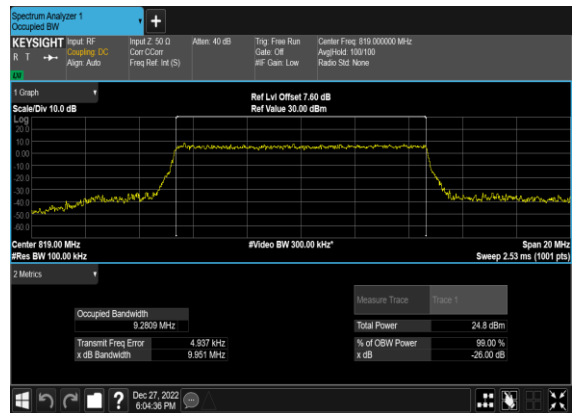 Spectrum Analyzer 1
Occupied BW
KEYSIGHT
R T
Input: RF
Coupling: DC
Align: Auto
Input Z: 50 Ω
Corr CCorr
Freq Ref: Int (S)
Atten: 40 dB
Trig: Free Run
Gate: Off
#IF Gain: Low
Center Freq: 819.000000 MHz
Avg|Hold: 100/100
Radio Std: None
LW
1 Graph
Scale/Div 10.0 dB
Ref Lvl Offset 7.60 dB
Ref Value 30.00 dBm
Log
20.0
10.0
0.00
-10.0
-20.0
-30.0
-40.0
-50.0
-60.0
Center 819.00 MHz
#Res BW 100.00 kHz
#Video BW 300.00 kHz*
Span 20 MHz
Sweep 2.53 ms (1001 pts)
2 Metrics
Measure Trace Trace 1
Occupied Bandwidth
9.2809 MHz
Total Power 24.8 dBm
Transmit Freq Error 4.937 kHz
% of OBW Power 99.00 %
x dB Bandwidth 9.951 MHz
x dB -26.00 dB
Dec 27, 2022
6:04:36 PM